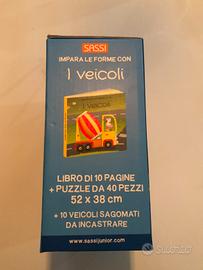 SASSI
IMPARA LE FORME CON
I veicoli
I veicoli
LIBRO DI 10 PAGINE
+ PUZZLE DA 40 PEZZI
52 x 38 cm
+ 10 VEICOLI SAGOMATI
DA INCASTRARE
www.sassijunior.com
subito